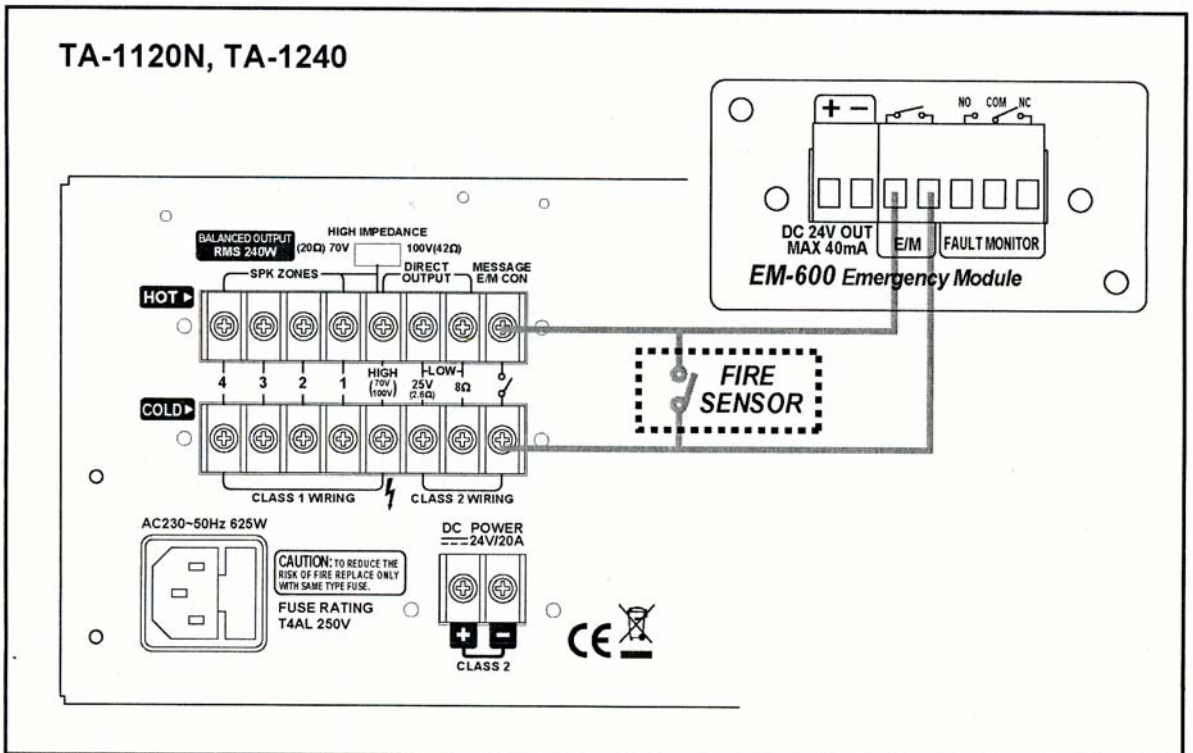 TA-1120N, TA-1240
+ −
NO COM NC
DC 24V OUT
MAX 40mA
E/M
FAULT MONITOR
EM-600 Emergency Module
BALANCED OUTPUT
RMS 240W
HIGH IMPEDANCE
(20Ω) 70V
100V(42Ω)
SPK ZONES
DIRECT
OUTPUT
MESSAGE
E/M CON
HOT ▶
4 3 2 1
HIGH
(70V
100V)
LOW
25V
(2.6Ω)
8Ω
COLD ▶
FIRE
SENSOR
CLASS 1 WIRING
CLASS 2 WIRING
AC230~50Hz 625W
CAUTION: TO REDUCE THE
RISK OF FIRE REPLACE ONLY
WITH SAME TYPE FUSE.
FUSE RATING
T4AL 250V
DC POWER
24V/20A
+ −
CLASS 2
CE